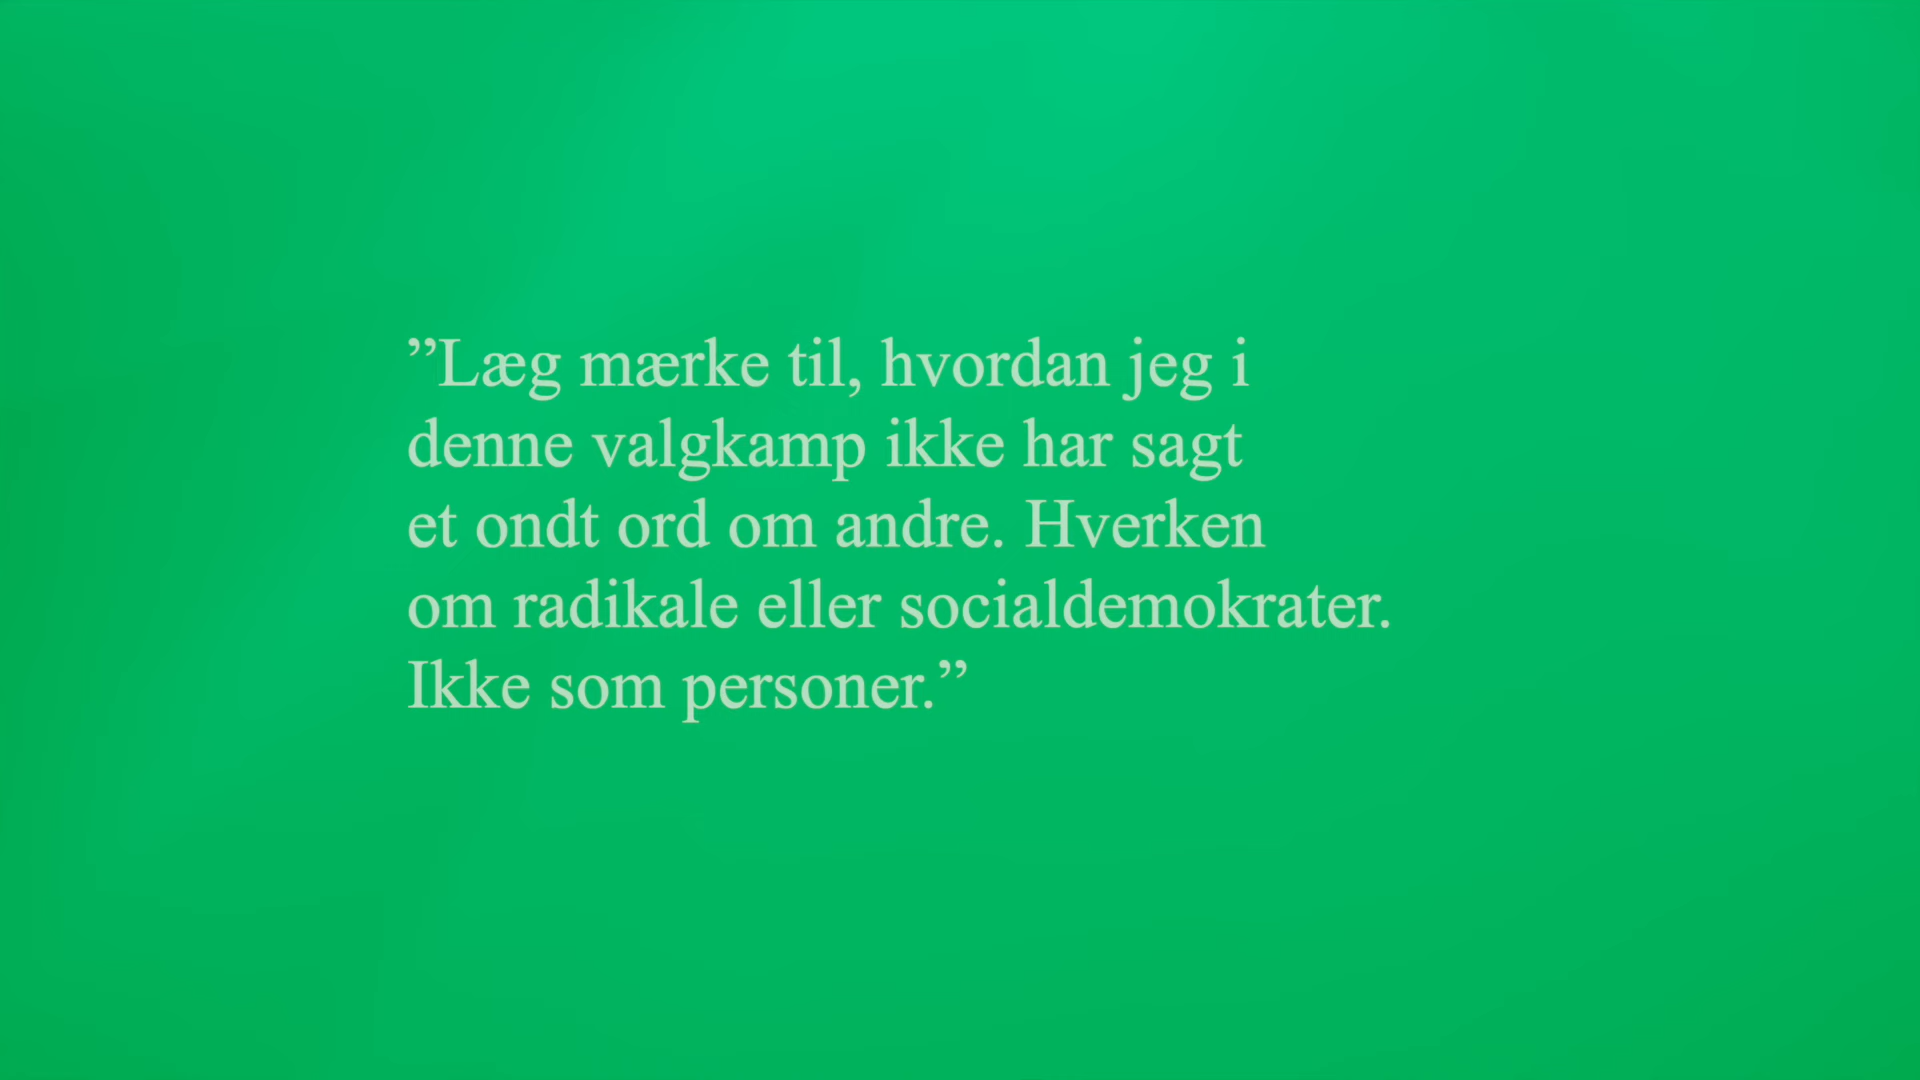 ”Læg mærke til, hvordan jeg i
denne valgkamp ikke har sagt
et ondt ord om andre. Hverken
om radikale eller socialdemokrater.
Ikke som personer.”